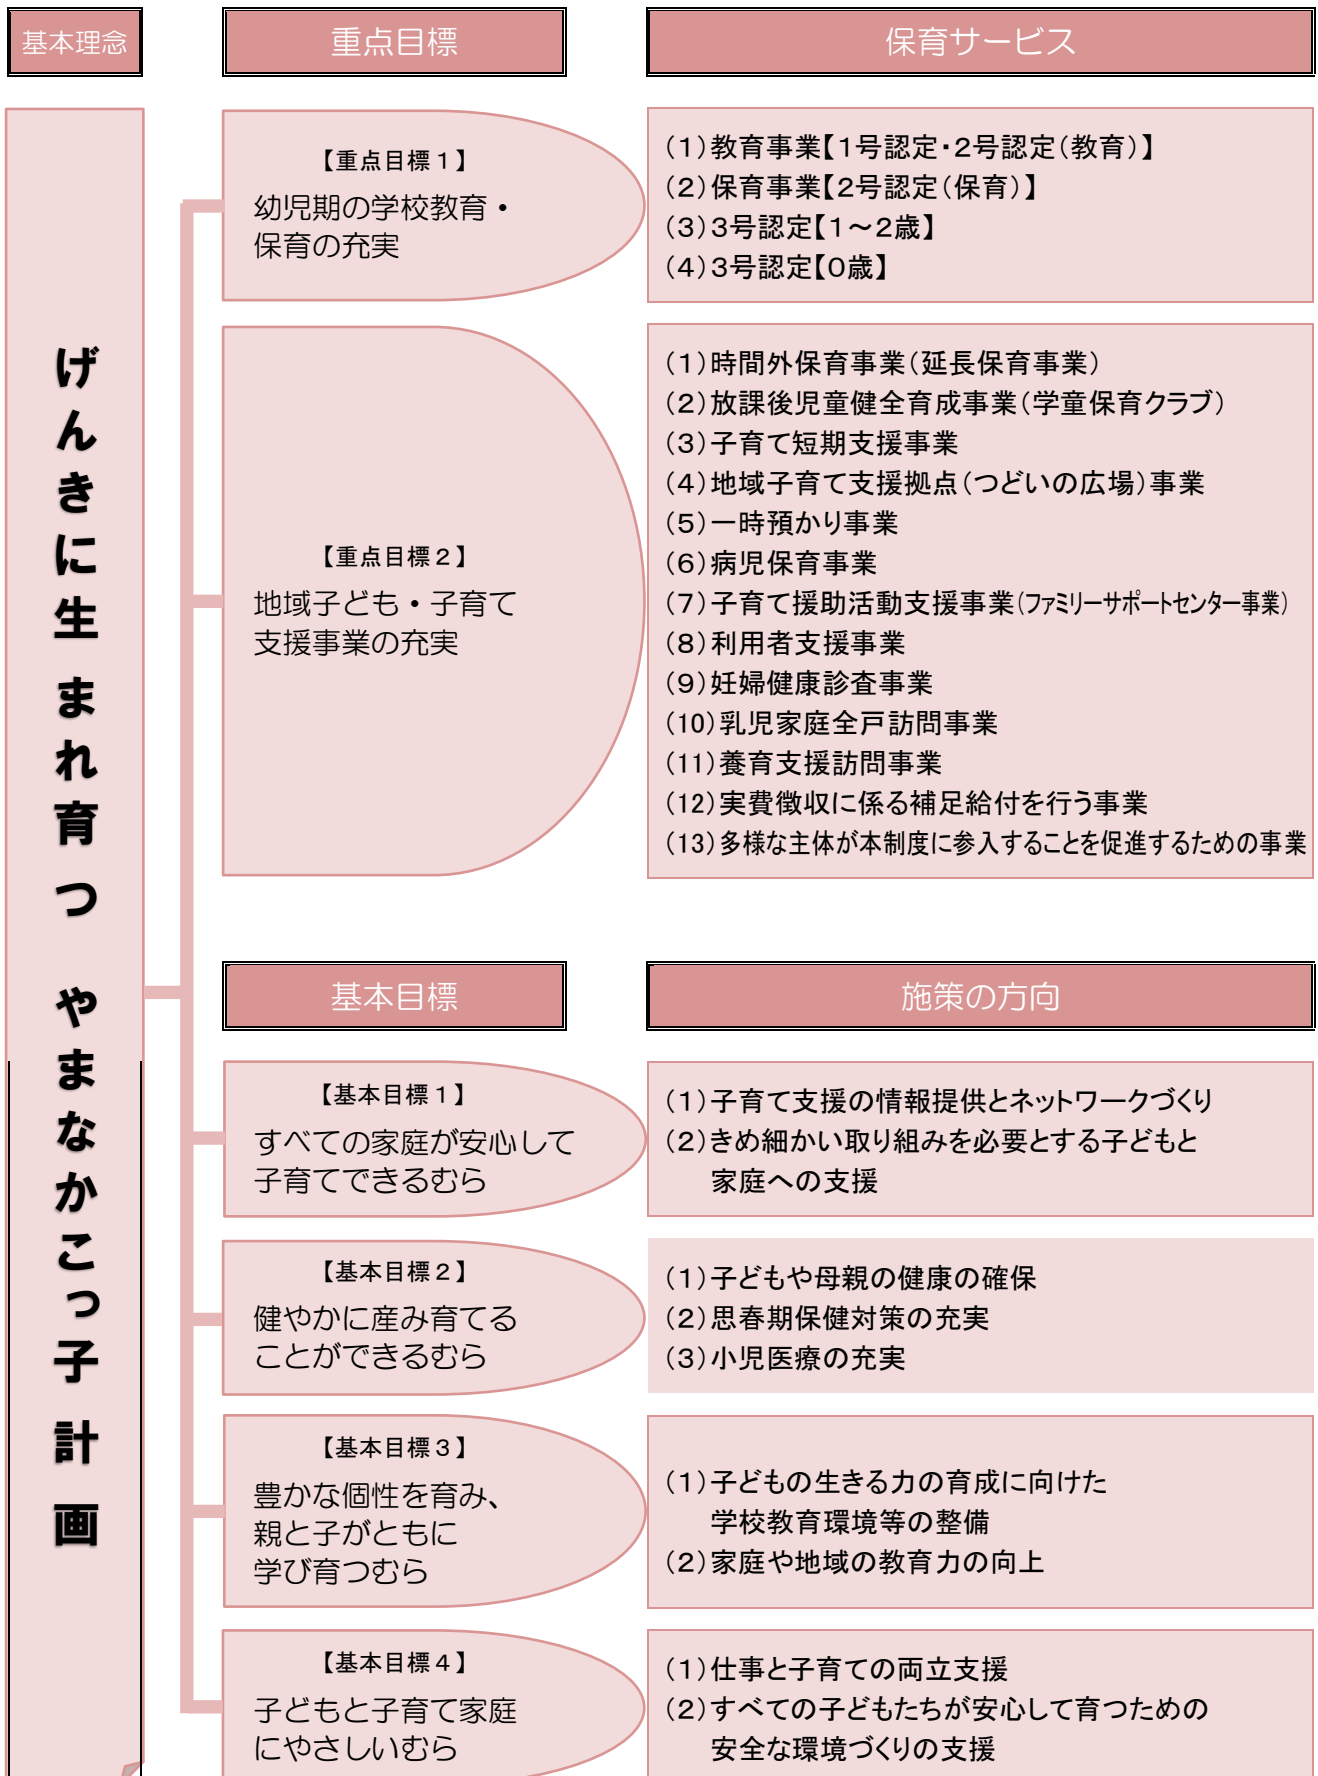 基本理念
重点目標
保育サービス
げんきに生まれ育つ やまなかこっ子計画
【重点目標１】
幼児期の学校教育・
保育の充実
（１）教育事業【１号認定・２号認定（教育）】
（２）保育事業【２号認定（保育）】
（３）３号認定【１～２歳】
（４）３号認定【０歳】
【重点目標２】
地域子ども・子育て
支援事業の充実
（１）時間外保育事業（延長保育事業）
（２）放課後児童健全育成事業（学童保育クラブ）
（３）子育て短期支援事業
（４）地域子育て支援拠点（つどいの広場）事業
（５）一時預かり事業
（６）病児保育事業
（７）子育て援助活動支援事業（ファミリーサポートセンター事業）
（８）利用者支援事業
（９）妊婦健康診査事業
（10）乳児家庭全戸訪問事業
（11）養育支援訪問事業
（12）実費徴収に係る補足給付を行う事業
（13）多様な主体が本制度に参入することを促進するための事業
基本目標
施策の方向
【基本目標１】
すべての家庭が安心して
子育てできるむら
（１）子育て支援の情報提供とネットワークづくり
（２）きめ細かい取り組みを必要とする子どもと
家庭への支援
【基本目標２】
健やかに産み育てる
ことができるむら
（１）子どもや母親の健康の確保
（２）思春期保健対策の充実
（３）小児医療の充実
【基本目標３】
豊かな個性を育み、
親と子がともに
学び育つむら
（１）子どもの生きる力の育成に向けた
学校教育環境等の整備
（２）家庭や地域の教育力の向上
【基本目標４】
子どもと子育て家庭
にやさしいむら
（１）仕事と子育ての両立支援
（２）すべての子どもたちが安心して育つための
安全な環境づくりの支援